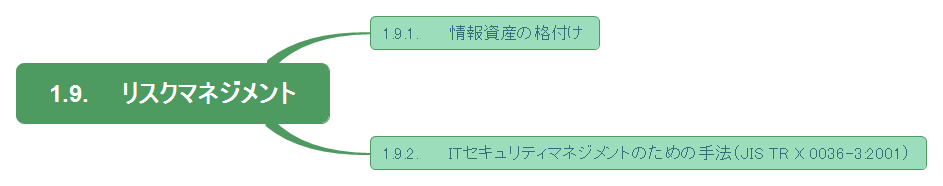 1.9.1. 情報資産の格付け
1.9. リスクマネジメント
1.9.2. ITセキュリティマネジメントのための手法（JIS TR X 0036-3:2001）